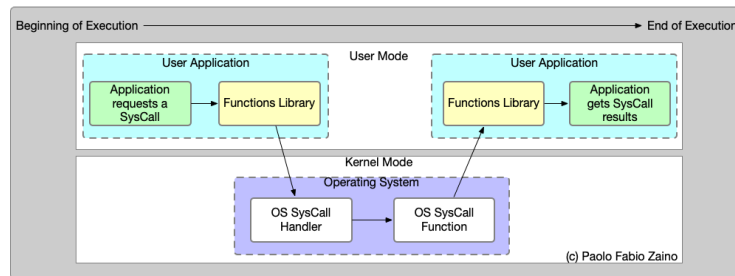 Beginning of Execution
End of Execution
User Mode
User Application
User Application
Application
requests a
SysCall
Functions Library
Functions Library
Application
gets SysCall
results
Kernel Mode
Operating System
OS SysCall
Handler
OS SysCall
Function
(c) Paolo Fabio Zaino